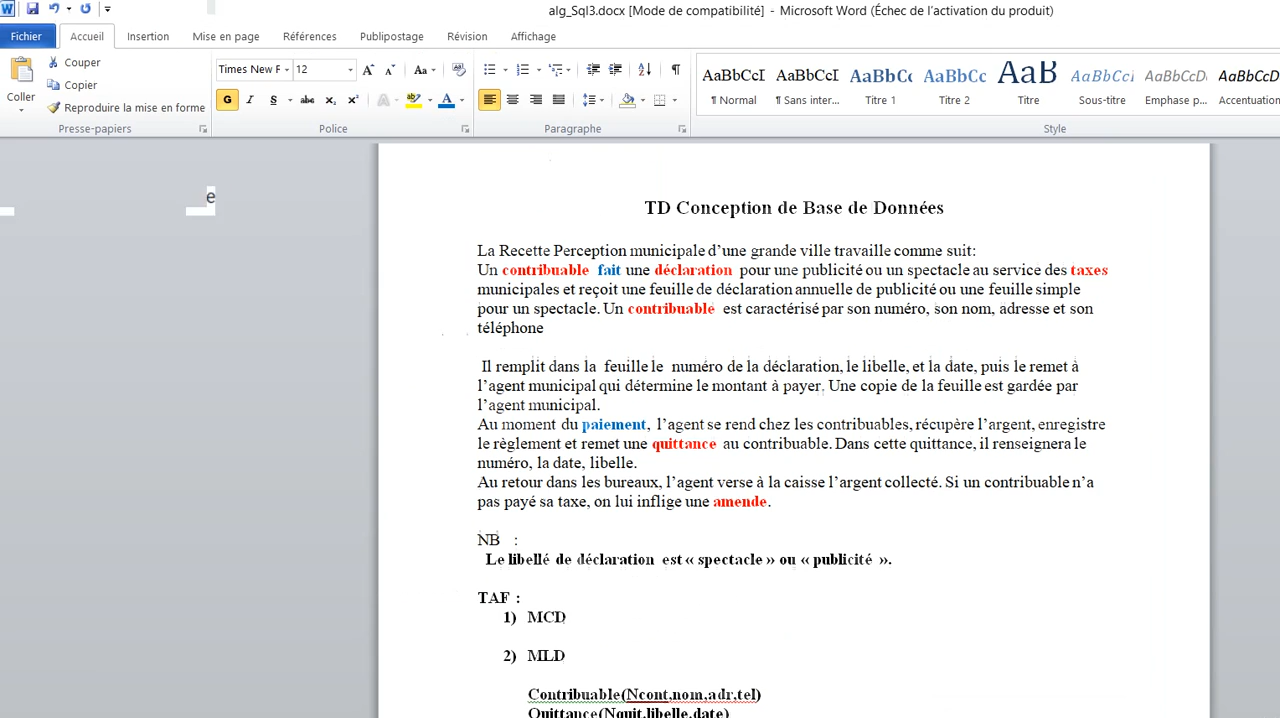 alg_Sql3.docx [Mode de compatibilité] - Microsoft Word (Échec de l'activation du produit)
Fichier Accueil Insertion Mise en page Références Publipostage Révision Affichage
Coller
Couper
Copier
Reproduire la mise en forme
Presse-papiers
Times New F 12
G I S abc x₂ x² A ab A
Police
Paragraphe
AaBbCcI AaBbCcI AaBbCc AaBbCc AaB AaBbCcI AaBbCcD AaBbCcD
¶ Normal ¶ Sans inter... Titre 1 Titre 2 Titre Sous-titre Emphase p... Accentuation
Style
e
TD Conception de Base de Données
La Recette Perception municipale d'une grande ville travaille comme suit:
Un contribuable fait une déclaration pour une publicité ou un spectacle au service des taxes
municipales et reçoit une feuille de déclaration annuelle de publicité ou une feuille simple
pour un spectacle. Un contribuable est caractérisé par son numéro, son nom, adresse et son
téléphone
Il remplit dans la feuille le numéro de la déclaration, le libelle, et la date, puis le remet à
l'agent municipal qui détermine le montant à payer. Une copie de la feuille est gardée par
l'agent municipal.
Au moment du paiement, l'agent se rend chez les contribuables, récupère l'argent, enregistre
le règlement et remet une quittance au contribuable. Dans cette quittance, il renseignera le
numéro, la date, libelle.
Au retour dans les bureaux, l'agent verse à la caisse l'argent collecté. Si un contribuable n'a
pas payé sa taxe, on lui inflige une amende.
NB :
Le libellé de déclaration est « spectacle » ou « publicité ».
TAF :
1) MCD
2) MLD
Contribuable(Ncont,nom,adr,tel)
Quittance(Nquit,libelle,date)